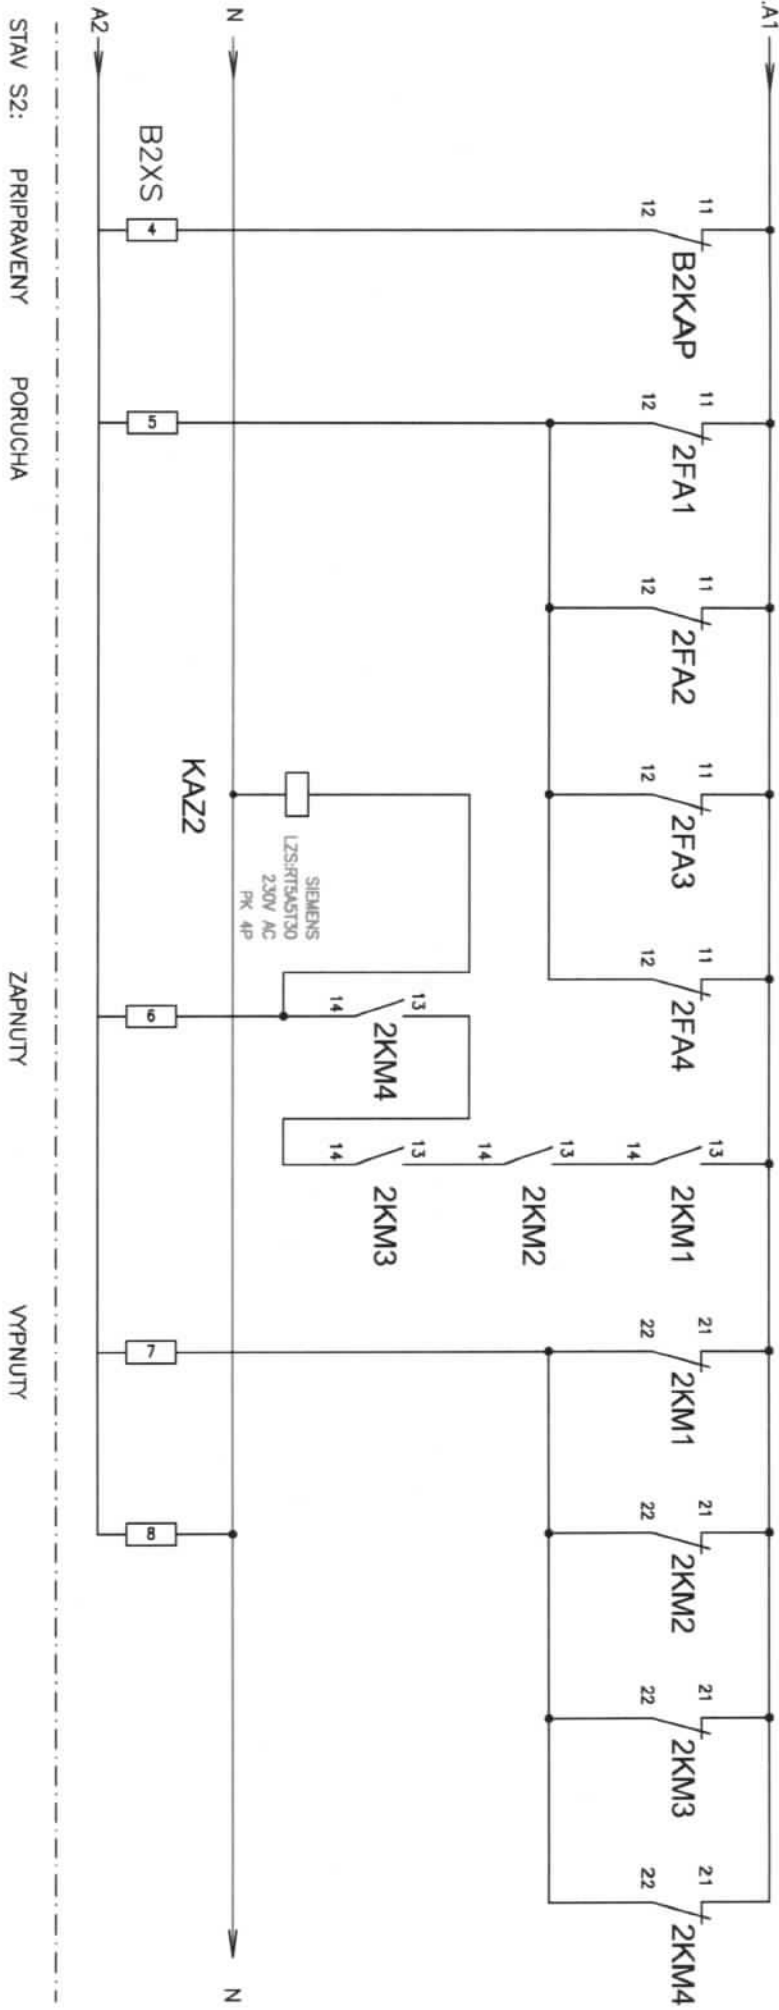 .A1
11
12
B2KAP
11
12
2FA1
11
12
2FA2
11
12
2FA3
11
12
2FA4
13
14
2KM1
13
14
2KM2
13
14
2KM3
13
14
2KM4
21
22
2KM1
21
22
2KM2
21
22
2KM3
21
22
2KM4
SIEMENS
LZS:RT5A5T30
230V AC
PK 4P
KAZ2
N
N
B2XS
4
5
6
7
8
A2
STAV S2: PRIPRAVENY PORUCHA ZAPNUTY VYPNUTY